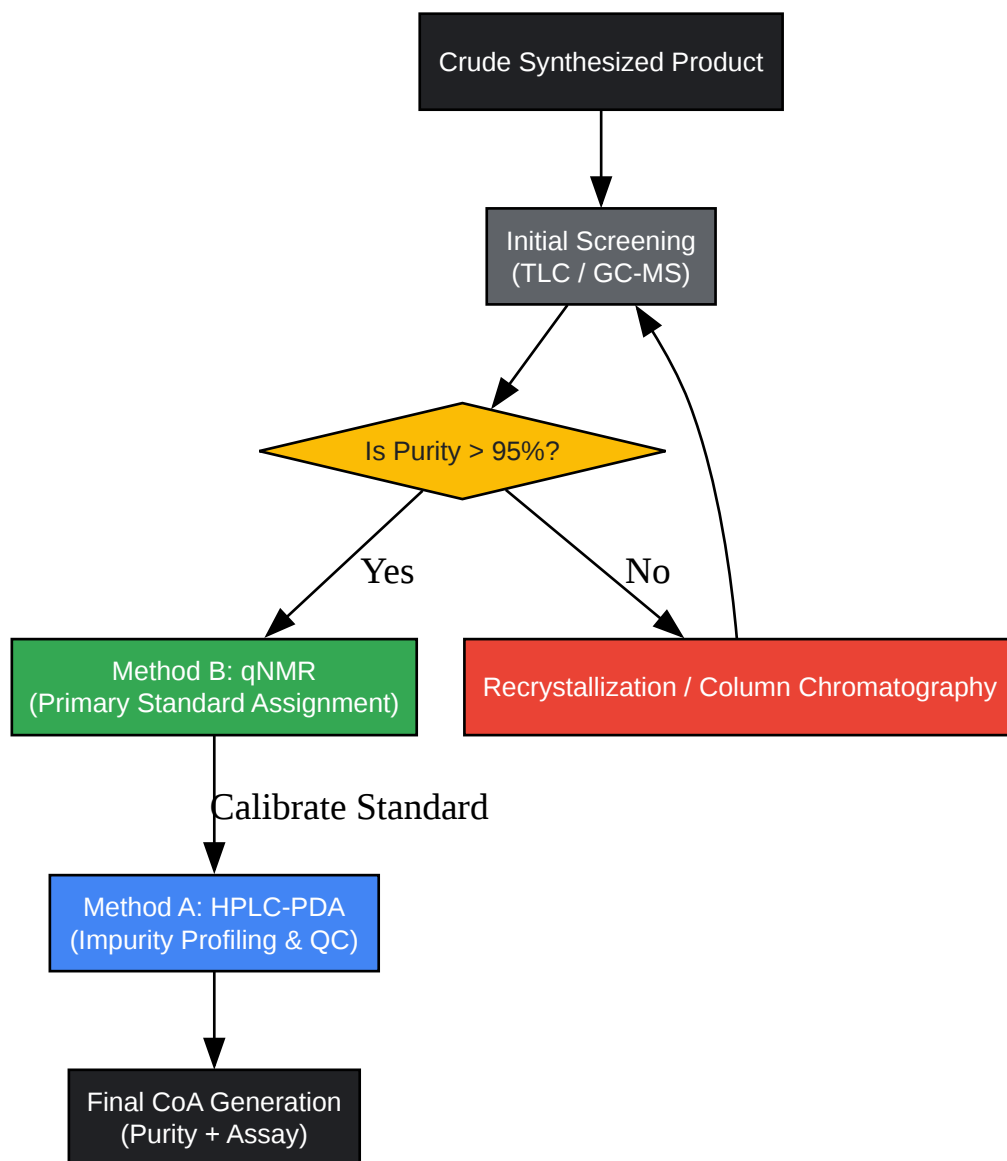 Crude Synthesized Product
Initial Screening
(TLC / GC-MS)
Is Purity > 95%?
Yes
No
Method B: qNMR
(Primary Standard Assignment)
Recrystallization / Column Chromatography
Calibrate Standard
Method A: HPLC-PDA
(Impurity Profiling & QC)
Final CoA Generation
(Purity + Assay)